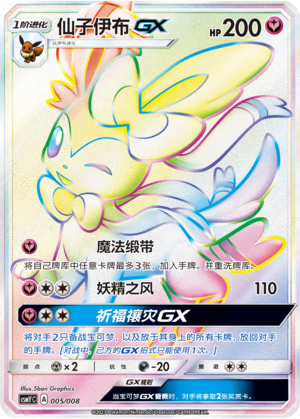 1阶进化
仙子伊布GX
HP200
从伊布进化
魔法缎带
将自己牌库中任意卡牌最多3张，加入手牌。并重洗牌库。
妖精之风 110
祈福禳灾GX
将对手2只备战宝可梦，以及放于其身上的所有卡牌，放回对手
的手牌。[对战中，己方的GX招式只能使用1次。]
弱点 ×2 抗性 -20 撤退
GX规则
当宝可梦GX昏厥时，对手将拿取2张奖赏卡。
Illus.5ban Graphics
CSMY C A 005/008